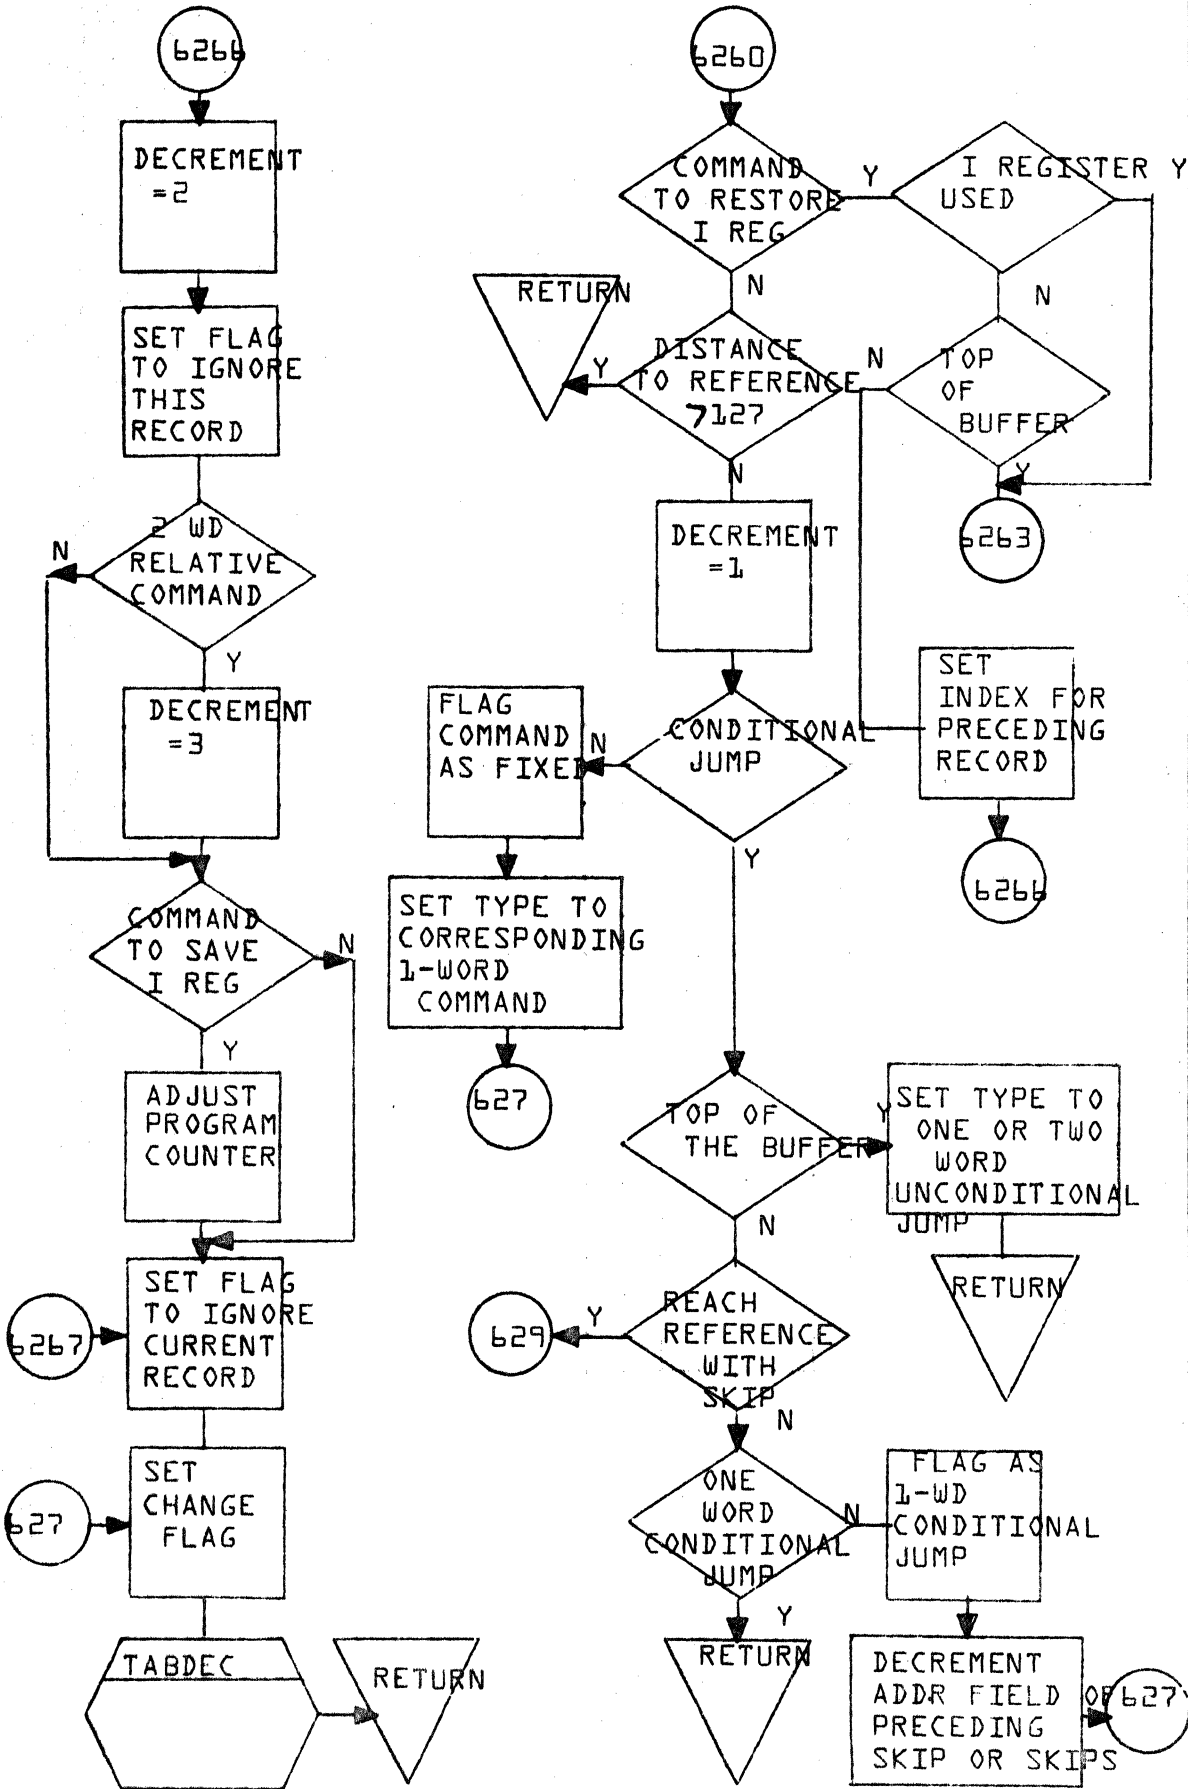 6266
DECREMENT
=2
SET FLAG
TO IGNORE
THIS
RECORD
2 WD
RELATIVE
COMMAND
N
Y
DECREMENT
=3
COMMAND
TO SAVE
I REG
N
Y
ADJUST
PROGRAM
COUNTER
SET FLAG
TO IGNORE
CURRENT
RECORD
6267
SET
CHANGE
FLAG
627
TABDEC
RETURN
6260
COMMAND
TO RESTORE
I REG
Y
N
I REGISTER
USED
Y
N
RETURN
DISTANCE
TO REFERENCE
>127
Y
N
TOP
OF
BUFFER
N
Y
6263
DECREMENT
=1
SET
INDEX FOR
PRECEDING
RECORD
6266
CONDITIONAL
JUMP
N
Y
FLAG
COMMAND
AS FIXED
SET TYPE TO
CORRESPONDING
1-WORD
COMMAND
627
TOP OF
THE BUFFER
Y
N
SET TYPE TO
ONE OR TWO
WORD
UNCONDITIONAL
JUMP
RETURN
REACH
REFERENCE
WITH
SKIP
Y
N
629
ONE
WORD
CONDITIONAL
JUMP
N
Y
FLAG AS
1-WD
CONDITIONAL
JUMP
RETURN
DECREMENT
ADDR FIELD OF
PRECEDING
SKIP OR SKIPS
627